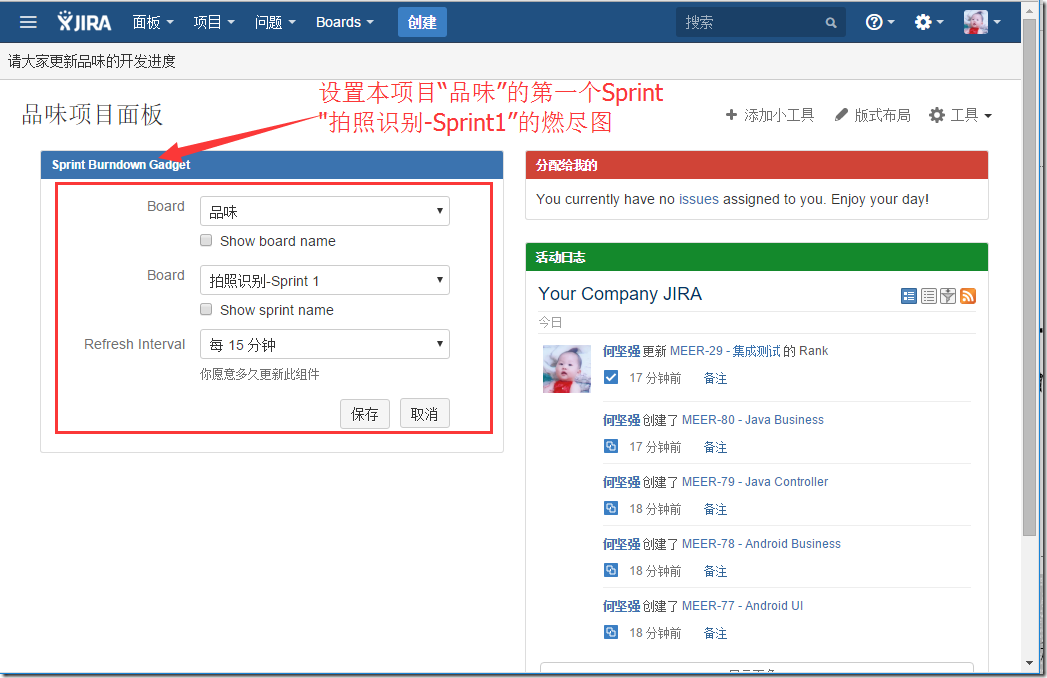 JIRA 面板 项目 问题 Boards 创建 搜索
请大家更新品味的开发进度
设置本项目“品味”的第一个Sprint
"拍照识别-Sprint1”的燃尽图
品味项目面板
添加小工具 版式布局 工具
Sprint Burndown Gadget
Board 品味
Show board name
Board 拍照识别-Sprint 1
Show sprint name
Refresh Interval 每 15 分钟
你愿意多久更新此组件
保存 取消
分配给我的
You currently have no issues assigned to you. Enjoy your day!
活动日志
Your Company JIRA
今日
何坚强 更新 MEER-29 - 集成测试 的 Rank
17 分钟前 备注
何坚强 创建了 MEER-80 - Java Business
17 分钟前 备注
何坚强 创建了 MEER-79 - Java Controller
18 分钟前 备注
何坚强 创建了 MEER-78 - Android Business
18 分钟前 备注
何坚强 创建了 MEER-77 - Android UI
18 分钟前 备注